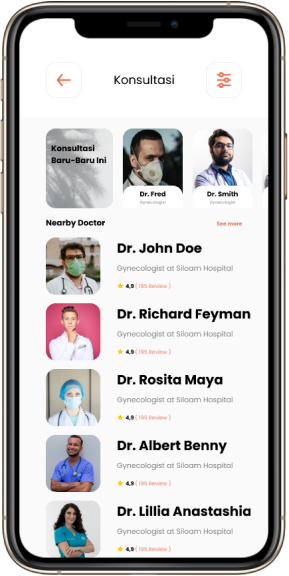 Konsultasi
Konsultasi
Baru-Baru Ini
Dr. Fred
Gynecologist
Dr. Smith
Gynecologist
Nearby Doctor
See more
Dr. John Doe
Gynecologist at Siloam Hospital
4,9 ( 195 Review )
Dr. Richard Feyman
Gynecologist at Siloam Hospital
4,9 ( 195 Review )
Dr. Rosita Maya
Gynecologist at Siloam Hospital
4,9 ( 195 Review )
Dr. Albert Benny
Gynecologist at Siloam Hospital
4,9 ( 195 Review )
Dr. Lillia Anastashia
Gynecologist at Siloam Hospital
4,9 ( 195 Review )